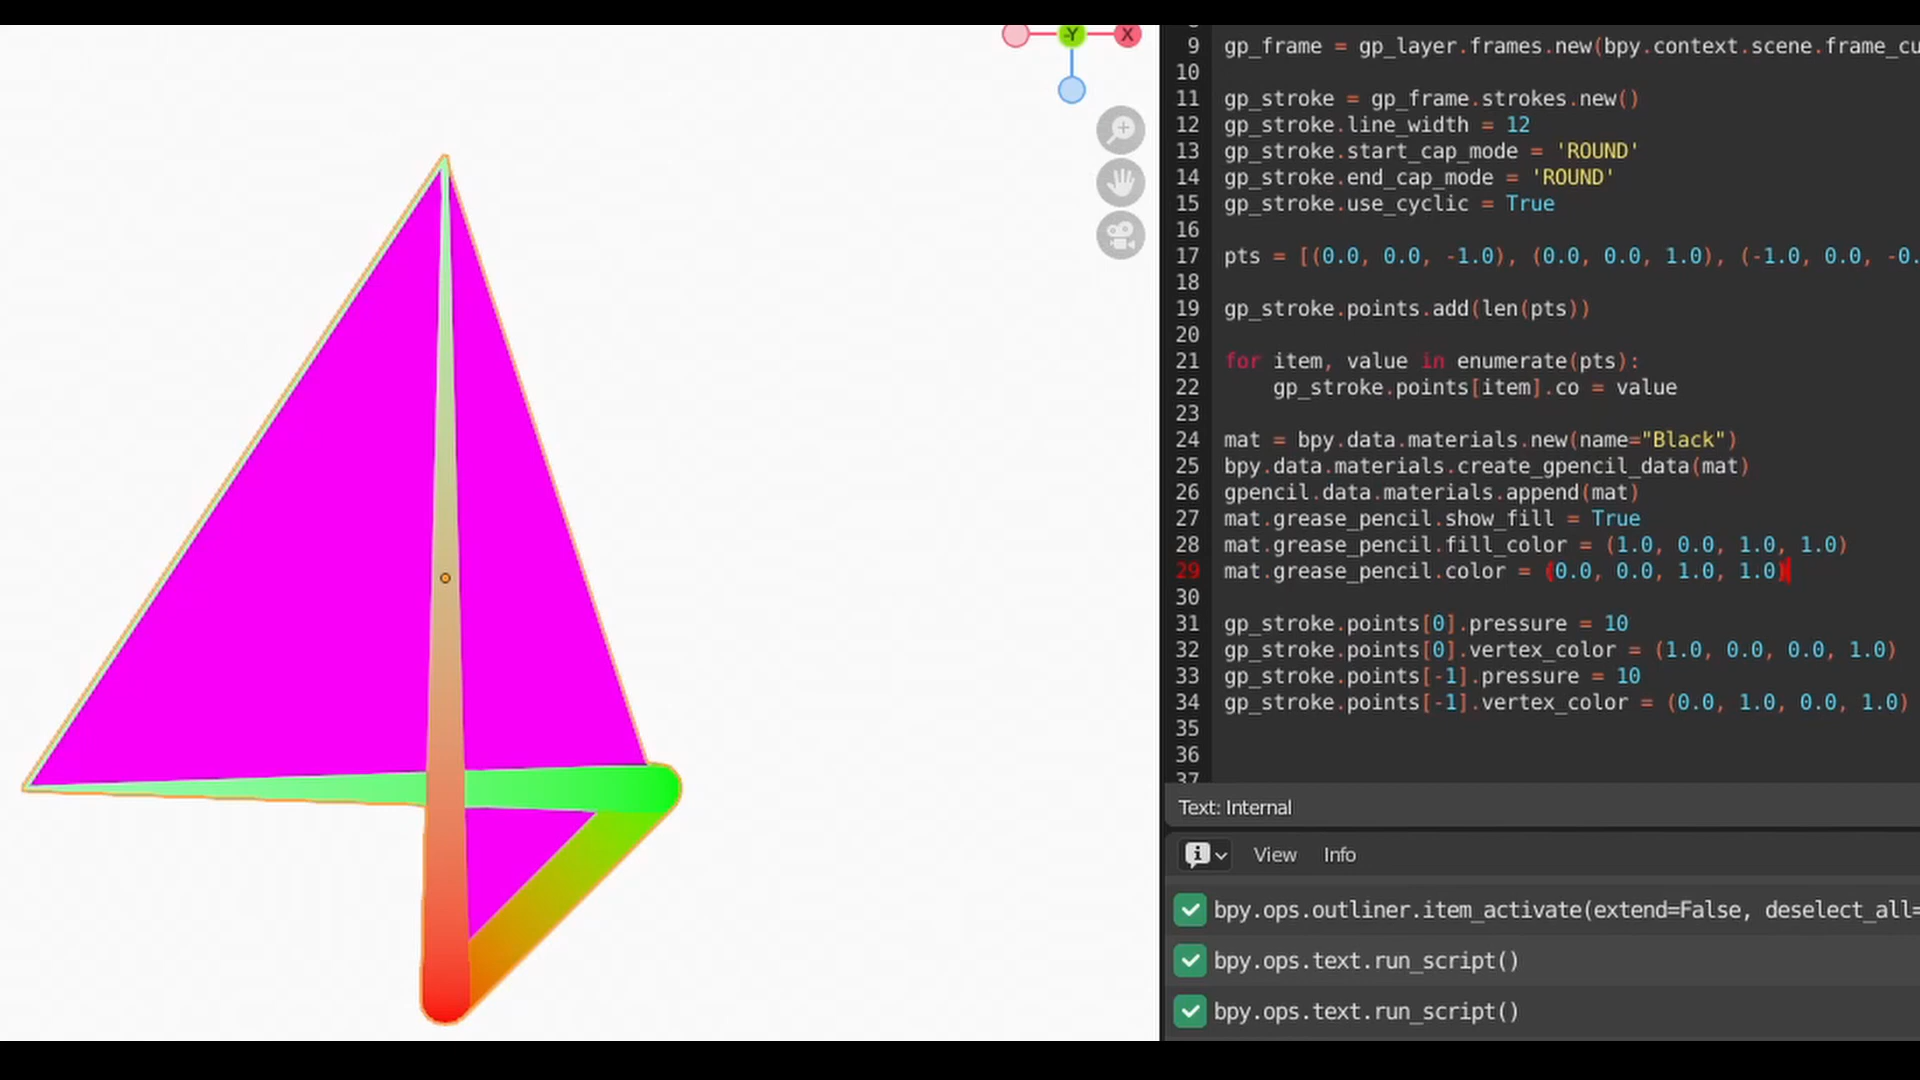 -Y
X
9 gp_frame = gp_layer.frames.new(bpy.context.scene.frame_cu
10
11 gp_stroke = gp_frame.strokes.new()
12 gp_stroke.line_width = 12
13 gp_stroke.start_cap_mode = 'ROUND'
14 gp_stroke.end_cap_mode = 'ROUND'
15 gp_stroke.use_cyclic = True
16
17 pts = [(0.0, 0.0, -1.0), (0.0, 0.0, 1.0), (-1.0, 0.0, -0.
18
19 gp_stroke.points.add(len(pts))
20
21 for item, value in enumerate(pts):
22     gp_stroke.points[item].co = value
23
24 mat = bpy.data.materials.new(name="Black")
25 bpy.data.materials.create_gpencil_data(mat)
26 gpencil.data.materials.append(mat)
27 mat.grease_pencil.show_fill = True
28 mat.grease_pencil.fill_color = (1.0, 0.0, 1.0, 1.0)
29 mat.grease_pencil.color = (0.0, 0.0, 1.0, 1.0)
30
31 gp_stroke.points[0].pressure = 10
32 gp_stroke.points[0].vertex_color = (1.0, 0.0, 0.0, 1.0)
33 gp_stroke.points[-1].pressure = 10
34 gp_stroke.points[-1].vertex_color = (0.0, 1.0, 0.0, 1.0)
35
36
37
Text: Internal
View Info
bpy.ops.outliner.item_activate(extend=False, deselect_all=
bpy.ops.text.run_script()
bpy.ops.text.run_script()